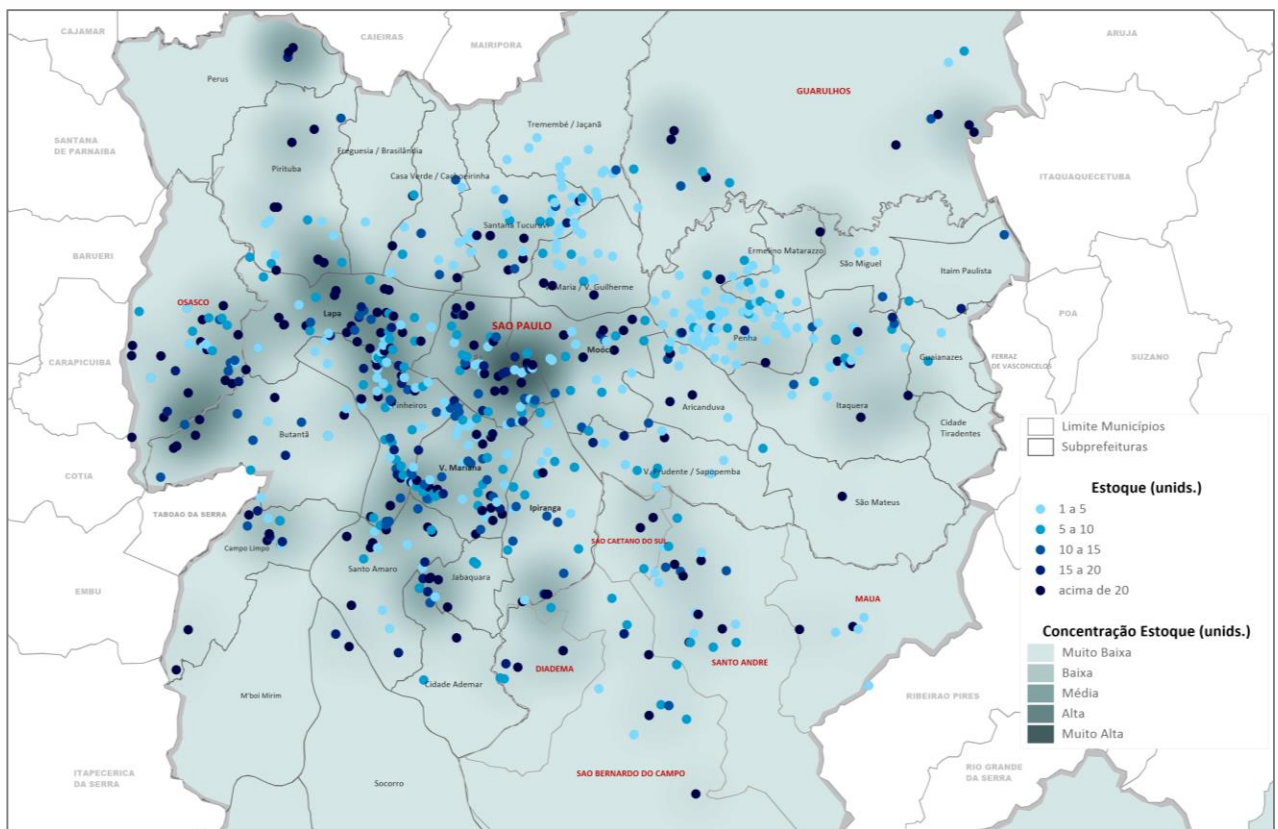 CAJAMAR
CAIEIRAS
MAIRIPORA
ARUJA
Perus
GUARULHOS
Tremembé / Jaçanã
SANTANA
DE PARNAIBA
Freguesia / Brasilândia
Pirituba
Casa Verde / Cachoeirinha
ITAQUAQUECETUBA
Santana Tucuruvi
BARUERI
Ermelino Matarazzo
São Miguel
Itaim Paulista
Maria / V. Guilherme
OSASCO
Lapa
SAO PAULO
POA
Penha
Moóca
CARAPICUIBA
Guaianazes
FERRAZ
DE VASCONCELOS
SUZANO
Pinheiros
Aricanduva
Itaquera
Butantã
Cidade
Tiradentes
Limite Municípios
Subprefeituras
COTIA
V. Mariana
V. Prudente / Sapopemba
Estoque (unids.)
1 a 5
5 a 10
10 a 15
15 a 20
acima de 20
TABOAO DA SERRA
Ipiranga
São Mateus
Campo Limpo
SAO CAETANO DO SUL
Santo Amaro
Jabaquara
EMBU
MAUA
Concentração Estoque (unids.)
Muito Baixa
Baixa
Média
Alta
Muito Alta
DIADEMA
SANTO ANDRE
Cidade Ademar
M'boi Mirim
RIBEIRAO PIRES
ITAPECERICA
DA SERRA
SAO BERNARDO DO CAMPO
Socorro
RIO GRANDE
DA SERRA